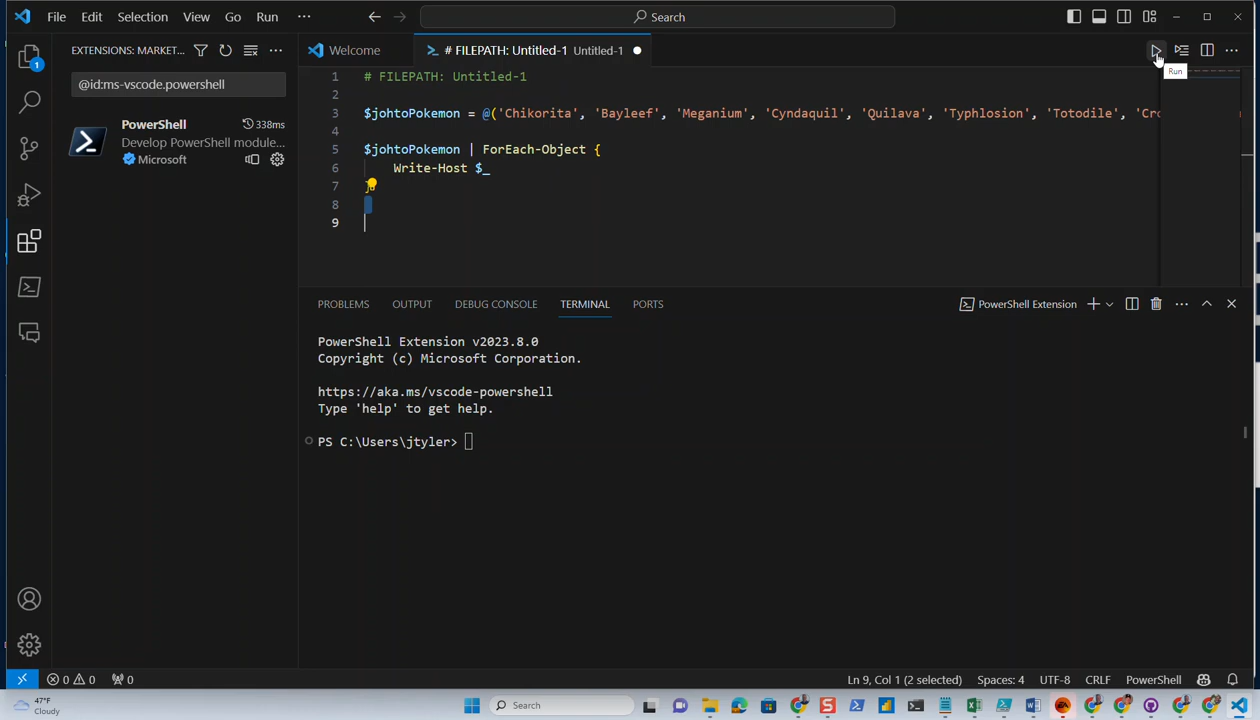 File Edit Selection View Go Run ···
Search
EXTENSIONS: MARKET...
Welcome
# FILEPATH: Untitled-1 Untitled-1
Run
1
@id:ms-vscode.powershell
PowerShell
338ms
Develop PowerShell module...
Microsoft
1 # FILEPATH: Untitled-1
2
3 $johtoPokemon = @('Chikorita', 'Bayleef', 'Meganium', 'Cyndaquil', 'Quilava', 'Typhlosion', 'Totodile', 'Cro
4
5 $johtoPokemon | ForEach-Object {
6 Write-Host $_
7 }
8
9
PROBLEMS OUTPUT DEBUG CONSOLE TERMINAL PORTS
PowerShell Extension
PowerShell Extension v2023.8.0
Copyright (c) Microsoft Corporation.
https://aka.ms/vscode-powershell
Type 'help' to get help.
PS C:\Users\jtyler>
0 0 0
Ln 9, Col 1 (2 selected) Spaces: 4 UTF-8 CRLF PowerShell
47°F
Cloudy
Search